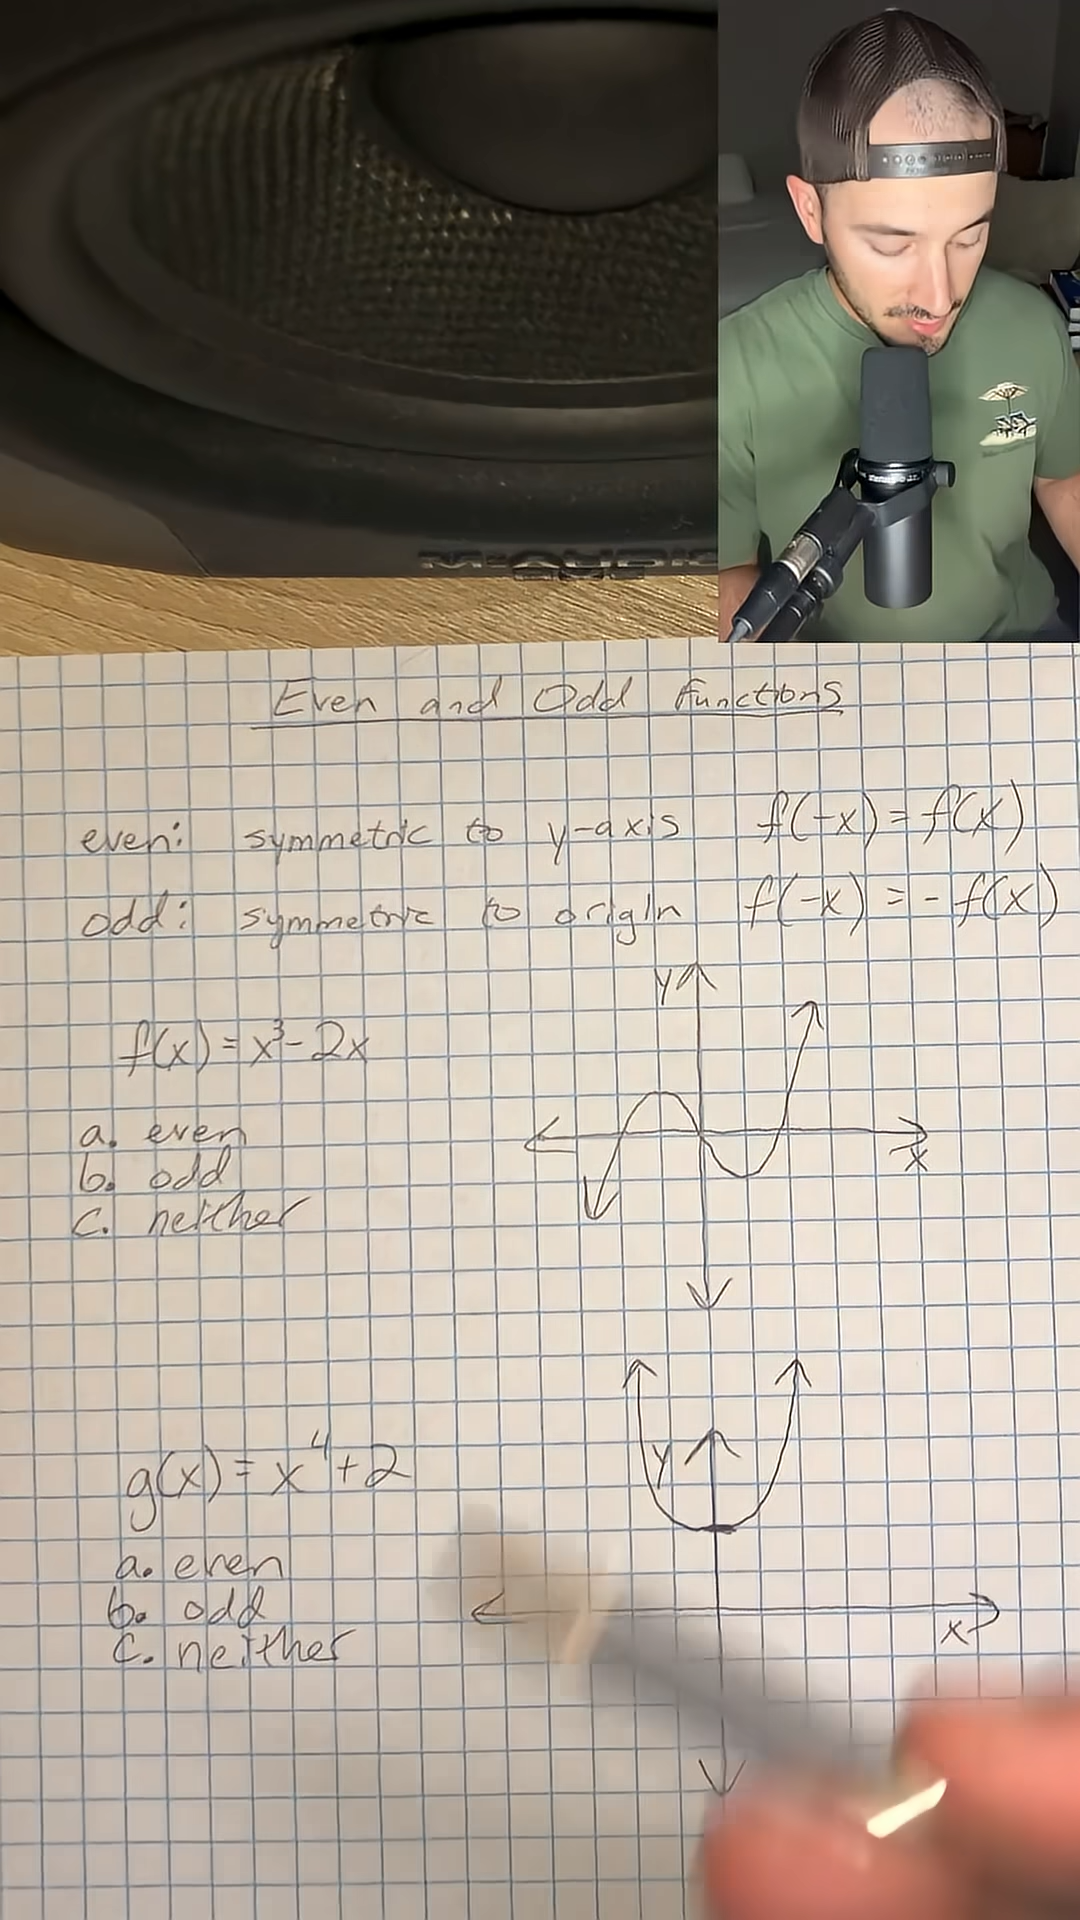 M-AUDIO
Even and Odd functions
even: symmetric to y-axis f(-x) = f(x)
odd: symmetric to origin f(-x) = - f(x)
y
f(x) = x³ - 2x
a. even
b. odd
c. neither
x
g(x) = x⁴ + 2
y
a. even
b. odd
c. neither
x